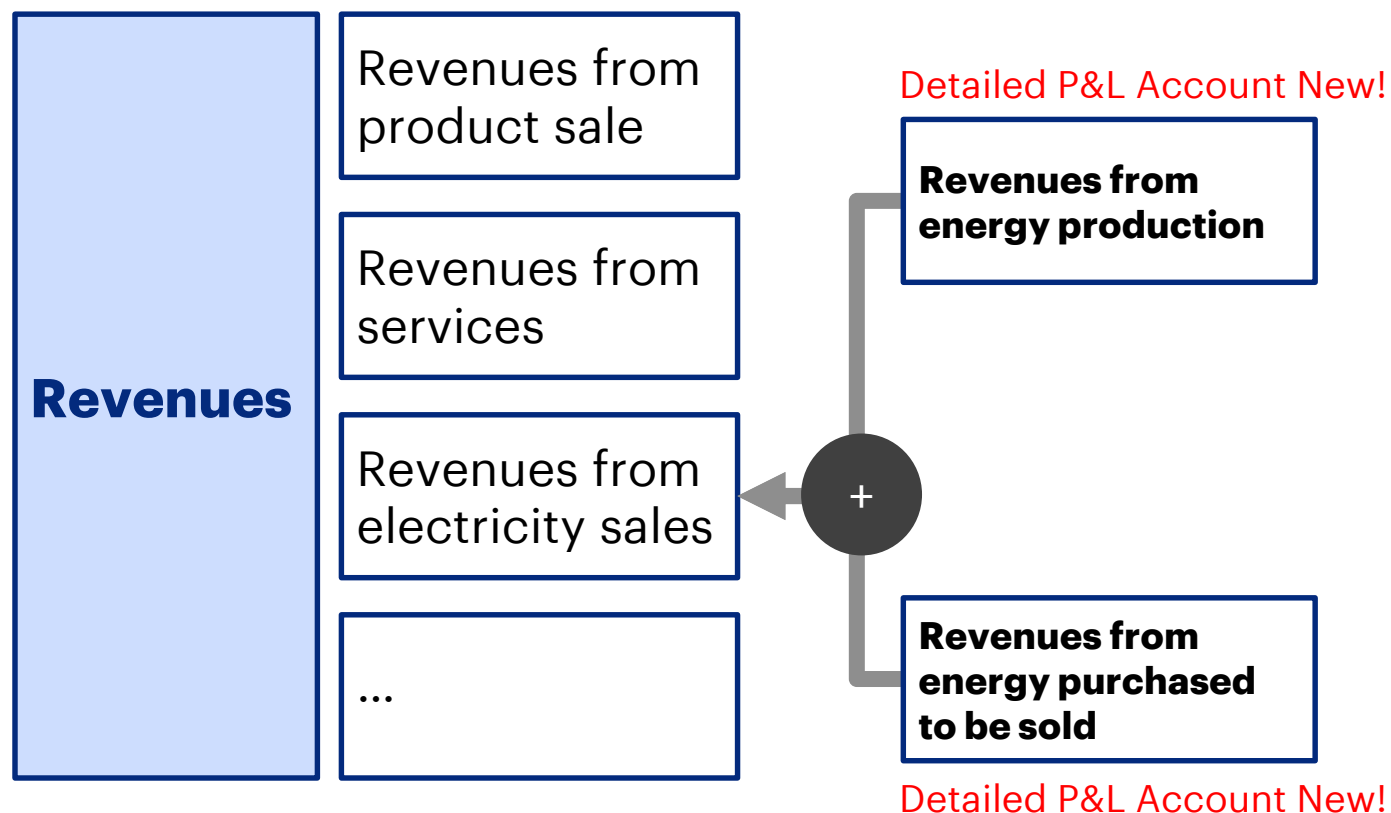 Revenues
Revenues from
product sale
Revenues from
services
Revenues from
electricity sales
...
+
Detailed P&L Account New!
Revenues from
energy production
Revenues from
energy purchased
to be sold
Detailed P&L Account New!